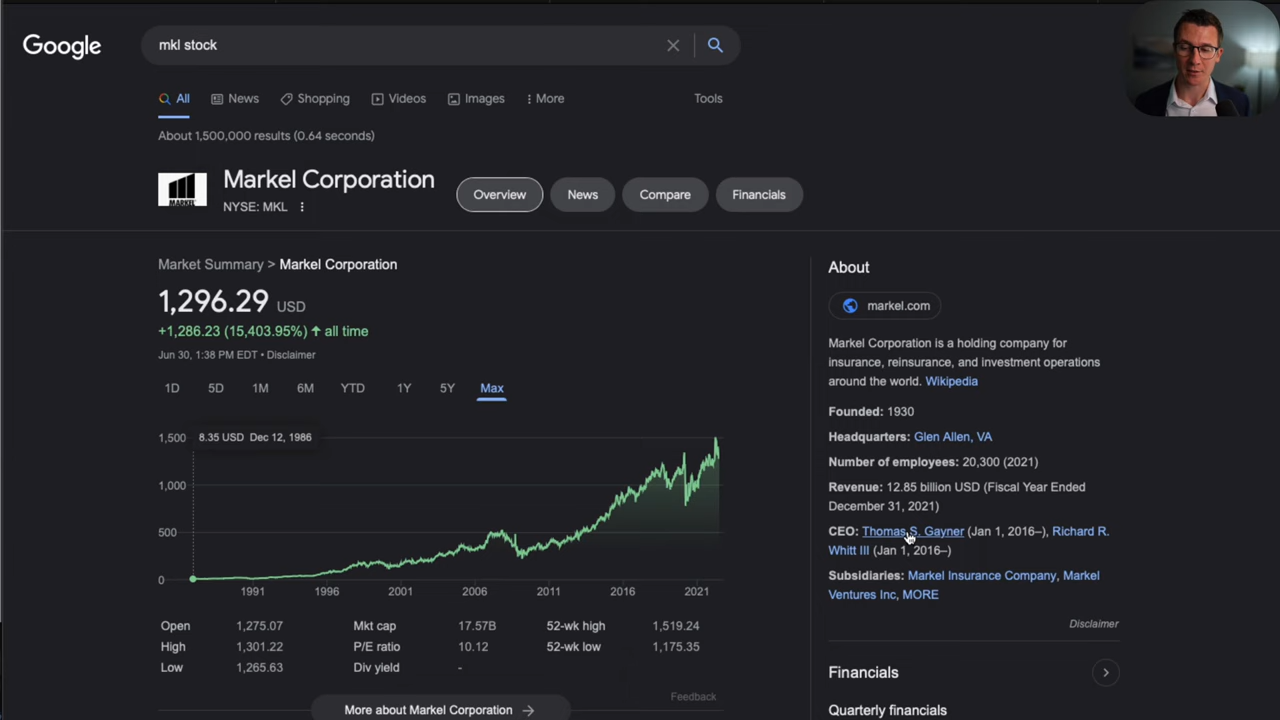 Google
mkl stock
All
News
Shopping
Videos
Images
More
Tools
About 1,500,000 results (0.64 seconds)
MARKEL
Markel Corporation
NYSE: MKL
Overview
News
Compare
Financials
Market Summary > Markel Corporation
1,296.29 USD
+1,286.23 (15,403.95%) ↑ all time
Jun 30, 1:38 PM EDT • Disclaimer
1D 5D 1M 6M YTD 1Y 5Y Max
8.35 USD Dec 12, 1986
1,500
1,000
500
0
1991 1996 2001 2006 2011 2016 2021
Open 1,275.07 Mkt cap 17.57B 52-wk high 1,519.24
High 1,301.22 P/E ratio 10.12 52-wk low 1,175.35
Low 1,265.63 Div yield -
Feedback
More about Markel Corporation →
About
markel.com
Markel Corporation is a holding company for
insurance, reinsurance, and investment operations
around the world. Wikipedia
Founded: 1930
Headquarters: Glen Allen, VA
Number of employees: 20,300 (2021)
Revenue: 12.85 billion USD (Fiscal Year Ended
December 31, 2021)
CEO: Thomas S. Gayner (Jan 1, 2016–), Richard R.
Whitt III (Jan 1, 2016–)
Subsidiaries: Markel Insurance Company, Markel
Ventures Inc, MORE
Disclaimer
Financials
Quarterly financials